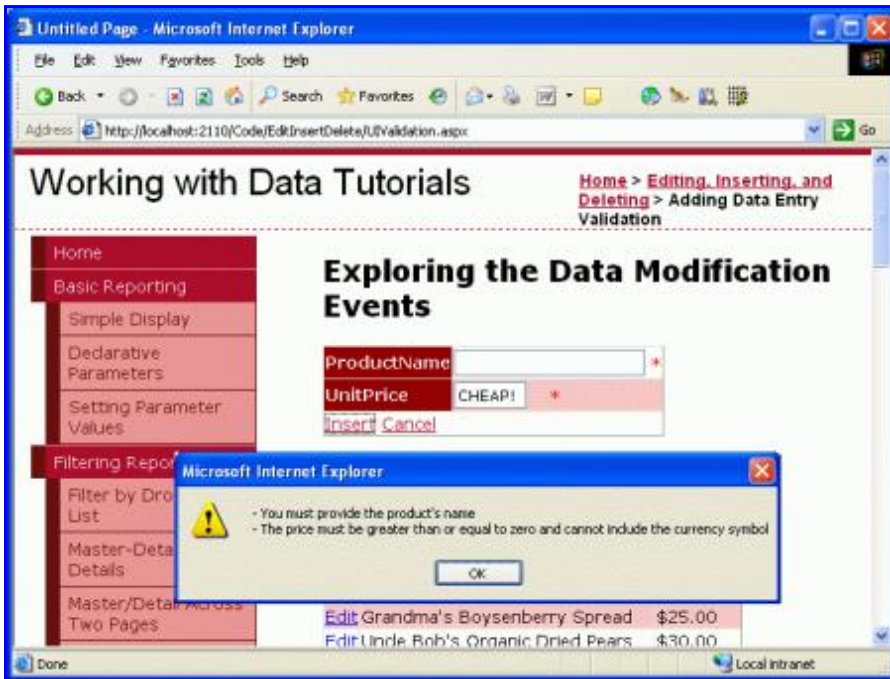 Untitled Page - Microsoft Internet Explorer
File Edit View Favorites Tools Help
Back Search Favorites
Address http://localhost:2110/Code/EditInsertDelete/UIValidation.aspx Go
Working with Data Tutorials
Home > Editing, Inserting, and
Deleting > Adding Data Entry
Validation
Home
Basic Reporting
Simple Display
Declarative
Parameters
Setting Parameter
Values
Filtering Repo
Filter by Dro
List
Master-Deta
Details
Master/Detail Across
Two Pages
Exploring the Data Modification
Events
ProductName *
UnitPrice CHEAP! *
Insert Cancel
Microsoft Internet Explorer
- You must provide the product's name
- The price must be greater than or equal to zero and cannot include the currency symbol
OK
Edit Grandma's Boysenberry Spread $25.00
Edit Uncle Bob's Organic Dried Pears $30.00
Done
Local intranet